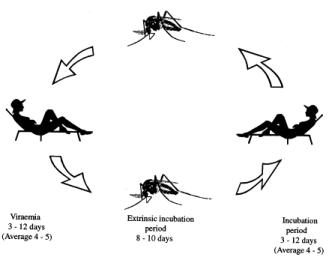 Viraemia
3 - 12 days
(Average 4 - 5)
Extrinsic incubation
period
8 - 10 days
Incubation
period
3 - 12 days
(Average 4 - 5)